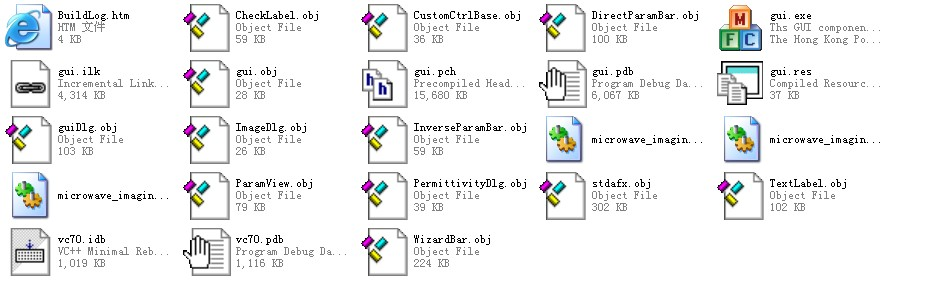 BuildLog.htm
HTM 文件
4 KB
CheckLabel.obj
Object File
59 KB
CustomCtrlBase.obj
Object File
36 KB
DirectParamBar.obj
Object File
100 KB
gui.exe
Ths GUI componen...
The Hong Kong Po...
gui.ilk
Incremental Link...
4,314 KB
gui.obj
Object File
28 KB
gui.pch
Precompiled Head...
15,680 KB
gui.pdb
Program Debug Da...
6,067 KB
gui.res
Compiled Resourc...
37 KB
guiDlg.obj
Object File
103 KB
ImageDlg.obj
Object File
26 KB
InverseParamBar.obj
Object File
59 KB
microwave_imagin...
microwave_imagin...
microwave_imagin...
ParamView.obj
Object File
79 KB
PermittivityDlg.obj
Object File
39 KB
stdafx.obj
Object File
302 KB
TextLabel.obj
Object File
102 KB
vc70.idb
VC++ Minimal Reb...
1,019 KB
vc70.pdb
Program Debug Da...
1,116 KB
WizardBar.obj
Object File
224 KB